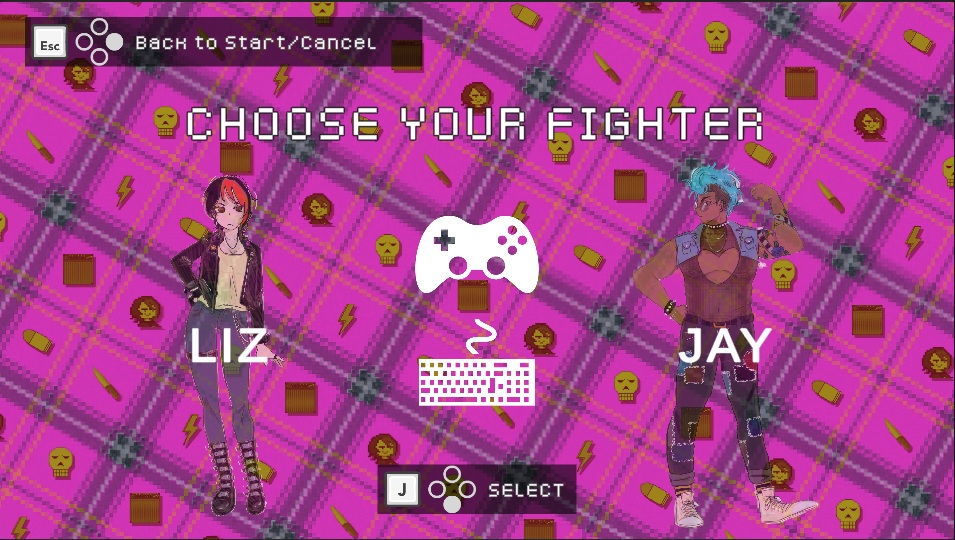 Esc Back to Start/Cancel
CHOOSE YOUR FIGHTER
LIZ
JAY
J SELECT